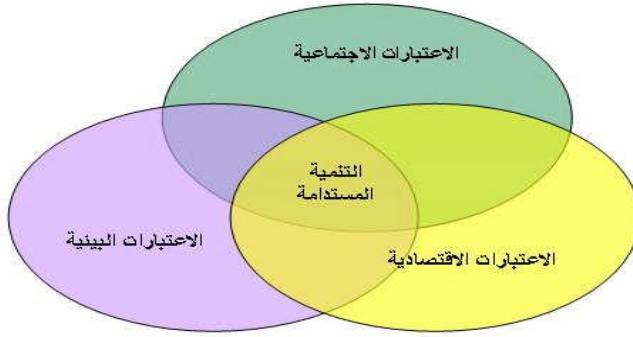 الاعتبارات الاجتماعية
التنمية
المستدامة
الاعتبارات البيئية
الاعتبارات الاقتصادية